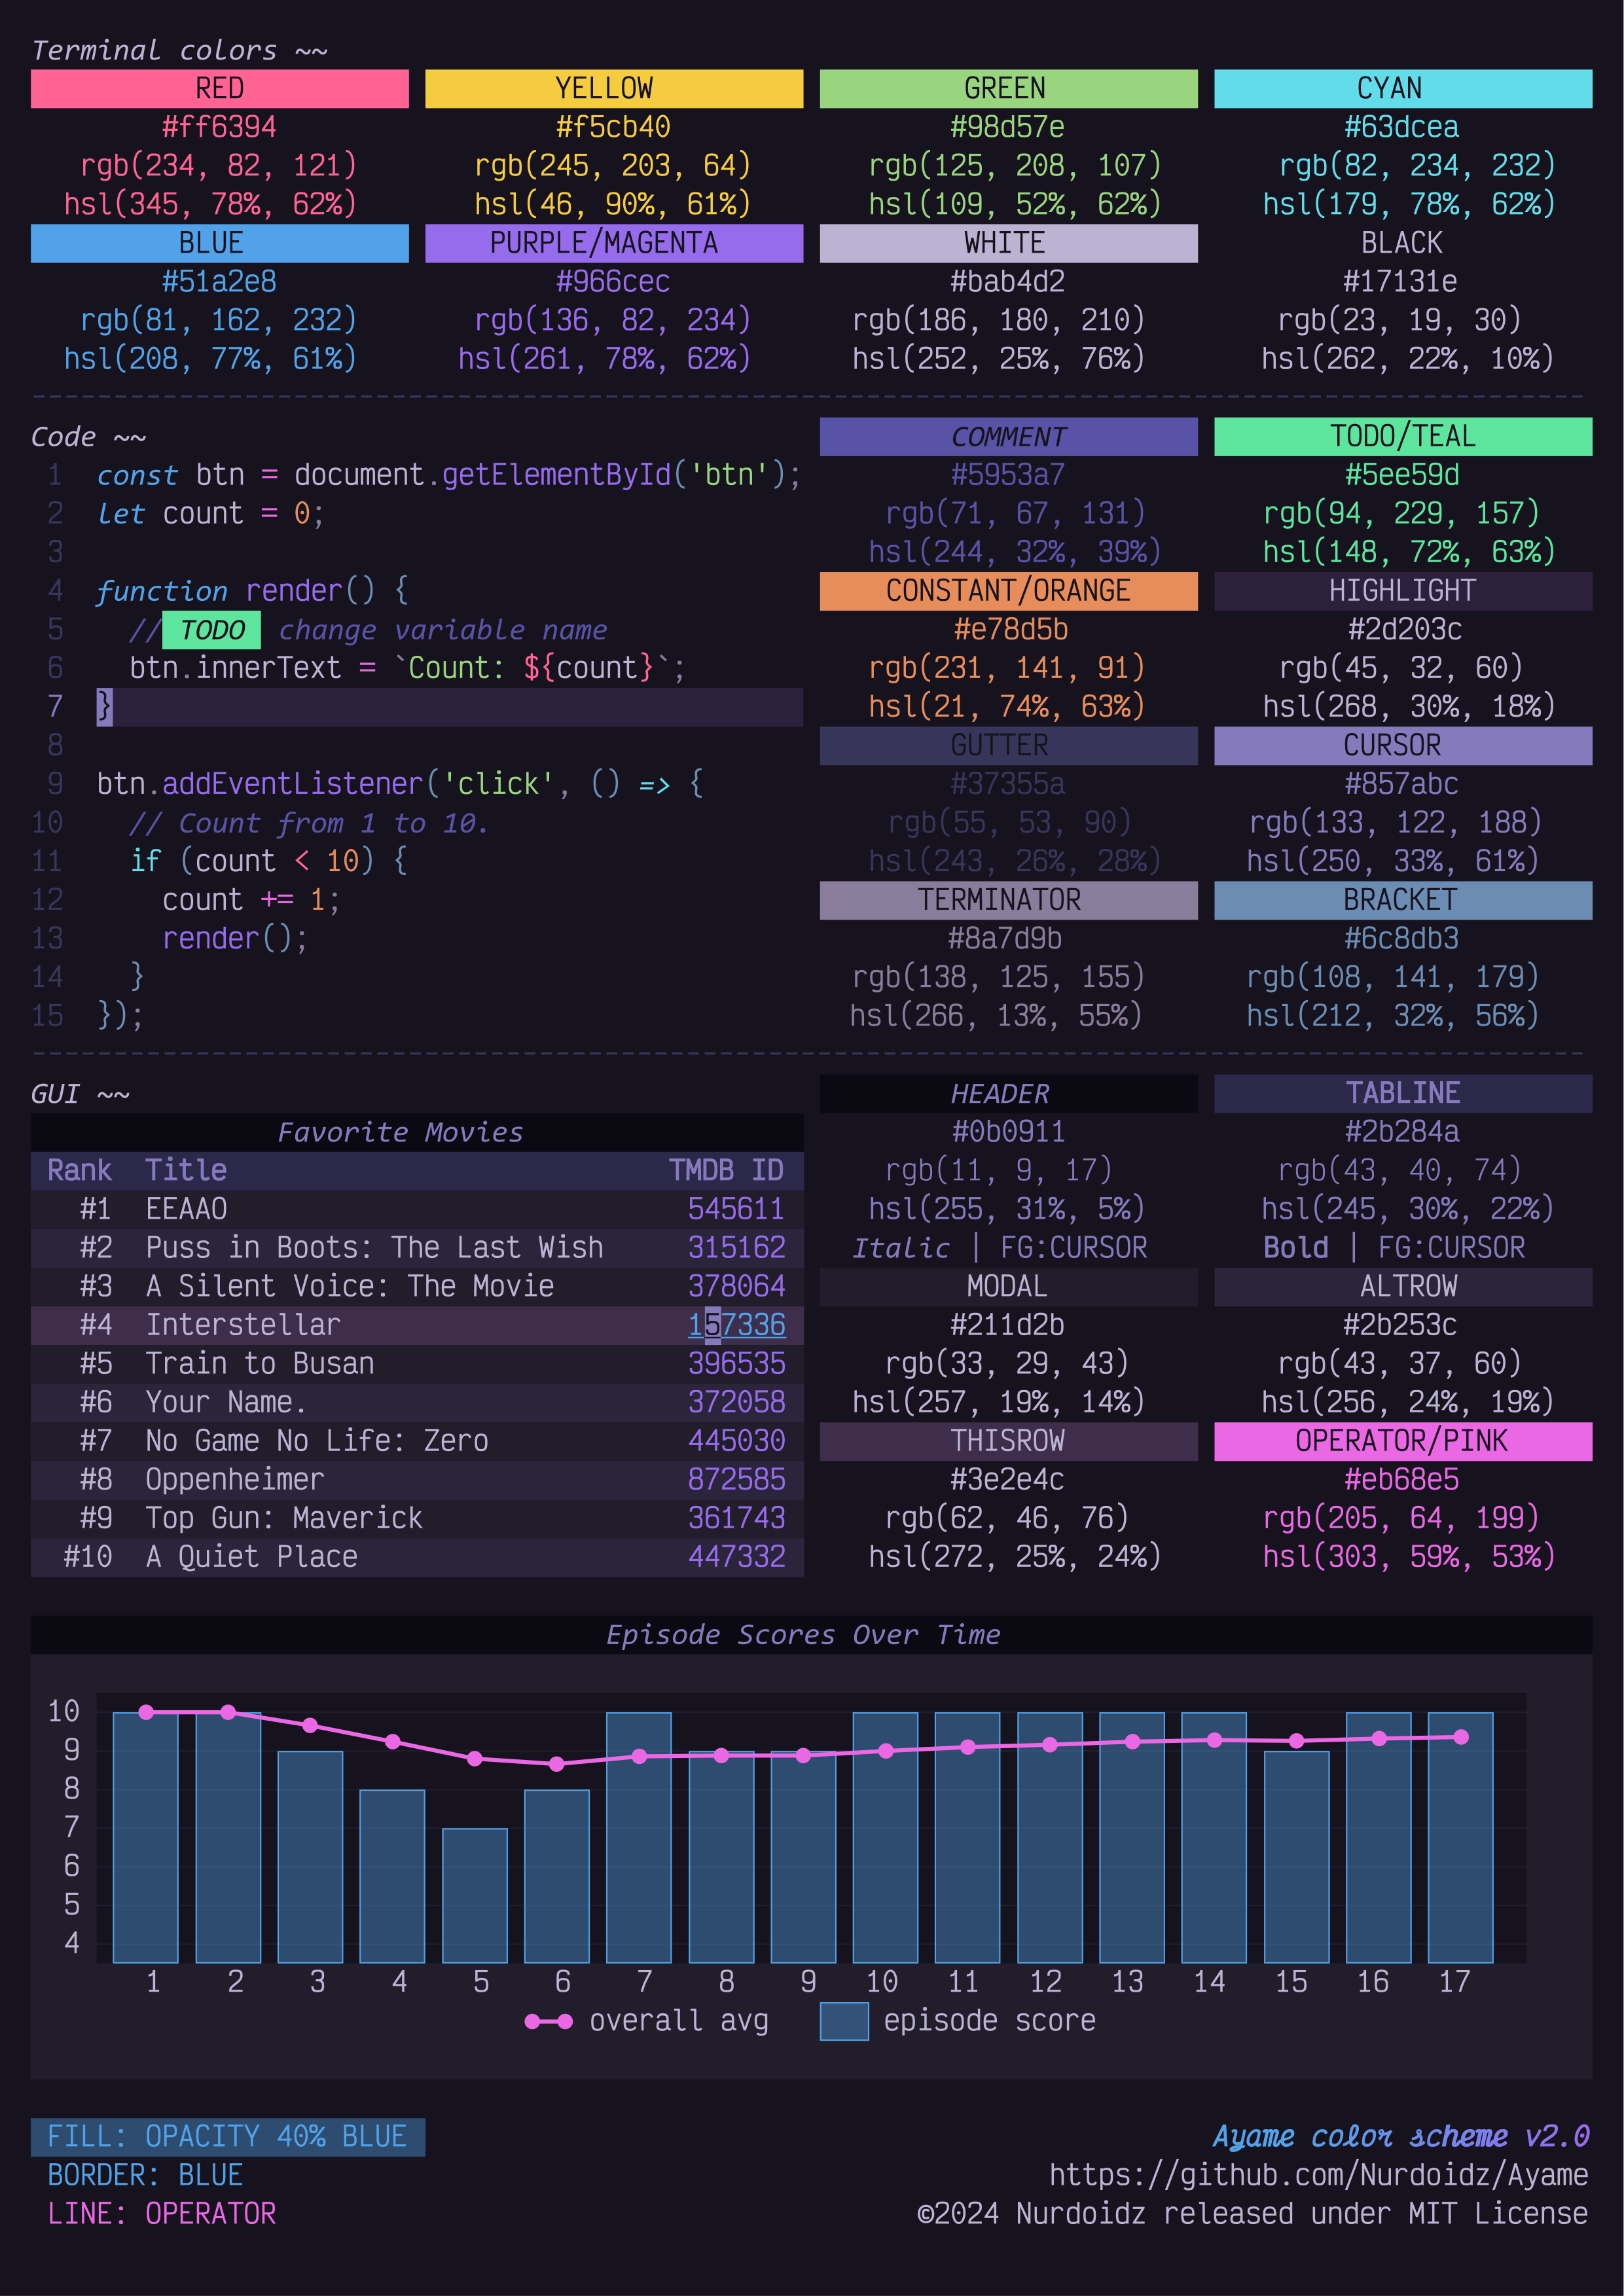 Terminal colors ~~
RED YELLOW GREEN CYAN
#ff6394 #f5cb40 #98d57e #63dcea
rgb(234, 82, 121) rgb(245, 203, 64) rgb(125, 208, 107) rgb(82, 234, 232)
hsl(345, 78%, 62%) hsl(46, 90%, 61%) hsl(109, 52%, 62%) hsl(179, 78%, 62%)
BLUE PURPLE/MAGENTA WHITE BLACK
#51a2e8 #966cec #bab4d2 #17131e
rgb(81, 162, 232) rgb(136, 82, 234) rgb(186, 180, 210) rgb(23, 19, 30)
hsl(208, 77%, 61%) hsl(261, 78%, 62%) hsl(252, 25%, 76%) hsl(262, 22%, 10%)
Code ~~
1 const btn = document.getElementById('btn');
2 let count = 0;
3
4 function render() {
5 // TODO change variable name
6 btn.innerText = `Count: ${count}`;
7 }
8
9 btn.addEventListener('click', () => {
10 // Count from 1 to 10.
11 if (count < 10) {
12 count += 1;
13 render();
14 }
15 });
COMMENT TODO/TEAL
#5953a7 #5ee59d
rgb(71, 67, 131) rgb(94, 229, 157)
hsl(244, 32%, 39%) hsl(148, 72%, 63%)
CONSTANT/ORANGE HIGHLIGHT
#e78d5b #2d203c
rgb(231, 141, 91) rgb(45, 32, 60)
hsl(21, 74%, 63%) hsl(268, 30%, 18%)
GUTTER CURSOR
#37355a #857abc
rgb(55, 53, 90) rgb(133, 122, 188)
hsl(243, 26%, 28%) hsl(250, 33%, 61%)
TERMINATOR BRACKET
#8a7d9b #6c8db3
rgb(138, 125, 155) rgb(108, 141, 179)
hsl(266, 13%, 55%) hsl(212, 32%, 56%)
GUI ~~
Favorite Movies
Rank Title TMDB ID
#1 EEAAO 545611
#2 Puss in Boots: The Last Wish 315162
#3 A Silent Voice: The Movie 378064
#4 Interstellar 157336
#5 Train to Busan 396535
#6 Your Name. 372058
#7 No Game No Life: Zero 445030
#8 Oppenheimer 872585
#9 Top Gun: Maverick 361743
#10 A Quiet Place 447332
HEADER TABLINE
#0b0911 #2b284a
rgb(11, 9, 17) rgb(43, 40, 74)
hsl(255, 31%, 5%) hsl(245, 30%, 22%)
Italic | FG:CURSOR Bold | FG:CURSOR
MODAL ALTROW
#211d2b #2b253c
rgb(33, 29, 43) rgb(43, 37, 60)
hsl(257, 19%, 14%) hsl(256, 24%, 19%)
THISROW OPERATOR/PINK
#3e2e4c #eb68e5
rgb(62, 46, 76) rgb(205, 64, 199)
hsl(272, 25%, 24%) hsl(303, 59%, 53%)
Episode Scores Over Time
10
9
8
7
6
5
4
1 2 3 4 5 6 7 8 9 10 11 12 13 14 15 16 17
overall avg episode score
FILL: OPACITY 40% BLUE
BORDER: BLUE
LINE: OPERATOR
Ayame color scheme v2.0
https://github.com/Nurdoidz/Ayame
©2024 Nurdoidz released under MIT License